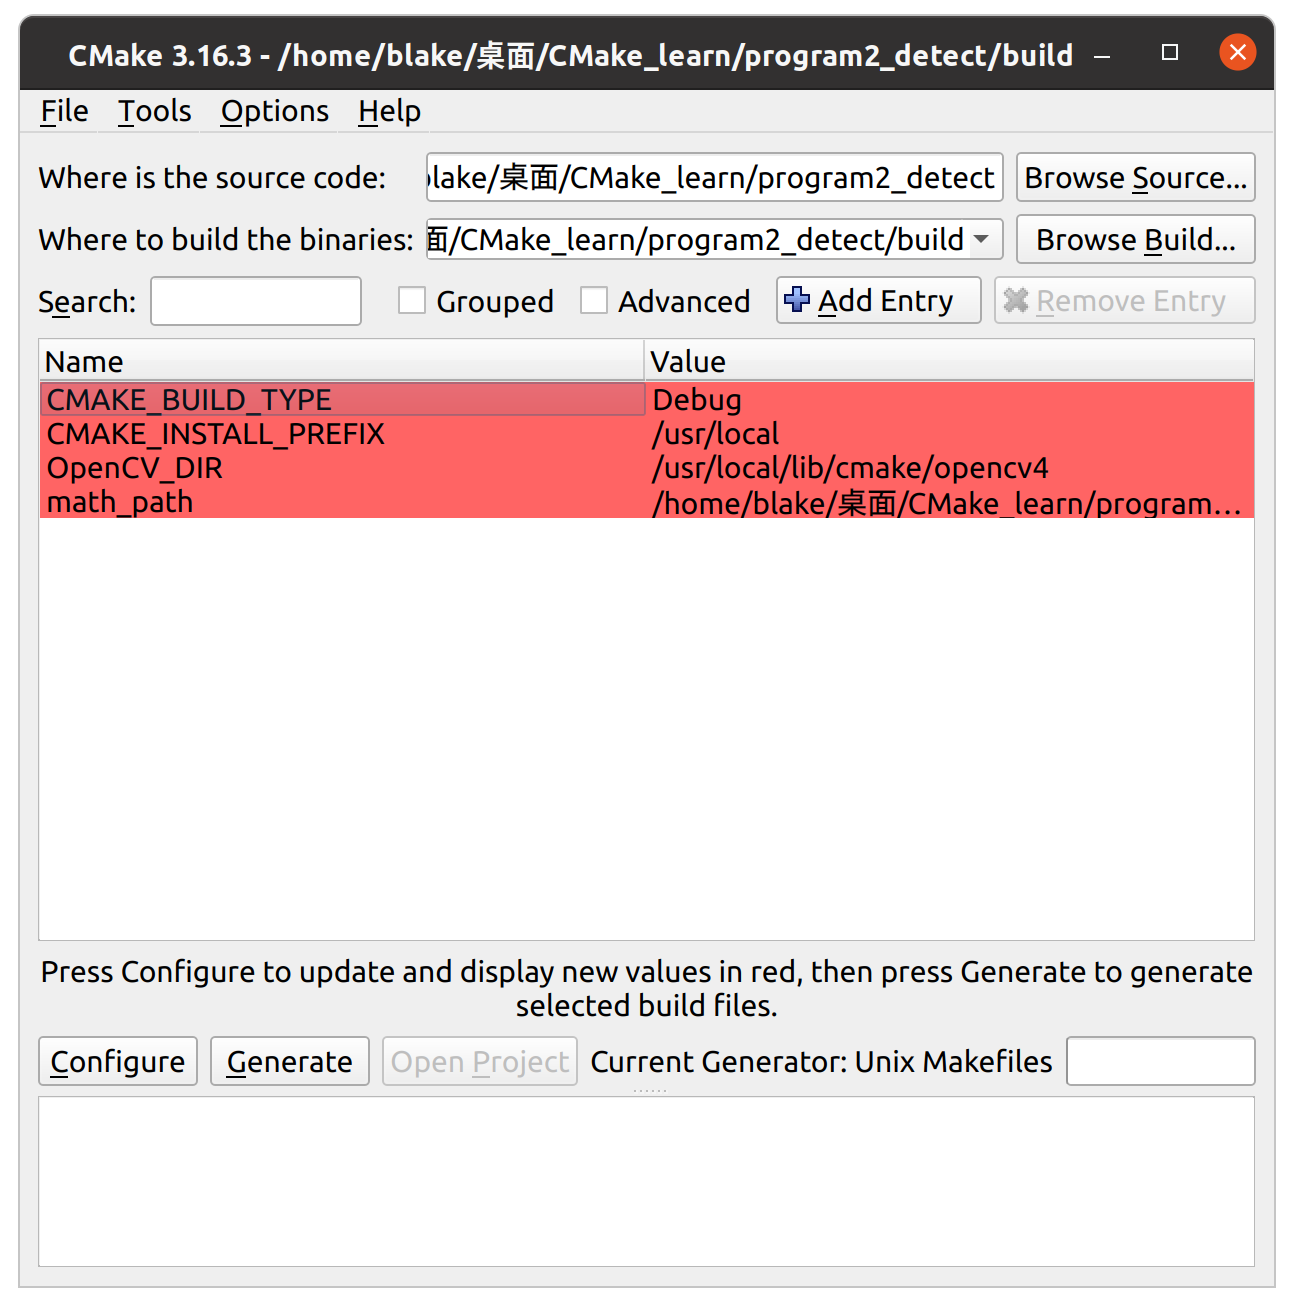 CMake 3.16.3 - /home/blake/桌面/CMake_learn/program2_detect/build
File Tools Options Help
Where is the source code: lake/桌面/CMake_learn/program2_detect Browse Source...
Where to build the binaries: 面/CMake_learn/program2_detect/build Browse Build...
Search: Grouped Advanced Add Entry Remove Entry
Name Value
CMAKE_BUILD_TYPE Debug
CMAKE_INSTALL_PREFIX /usr/local
OpenCV_DIR /usr/local/lib/cmake/opencv4
math_path /home/blake/桌面/CMake_learn/program...
Press Configure to update and display new values in red, then press Generate to generate
selected build files.
Configure Generate Open Project Current Generator: Unix Makefiles